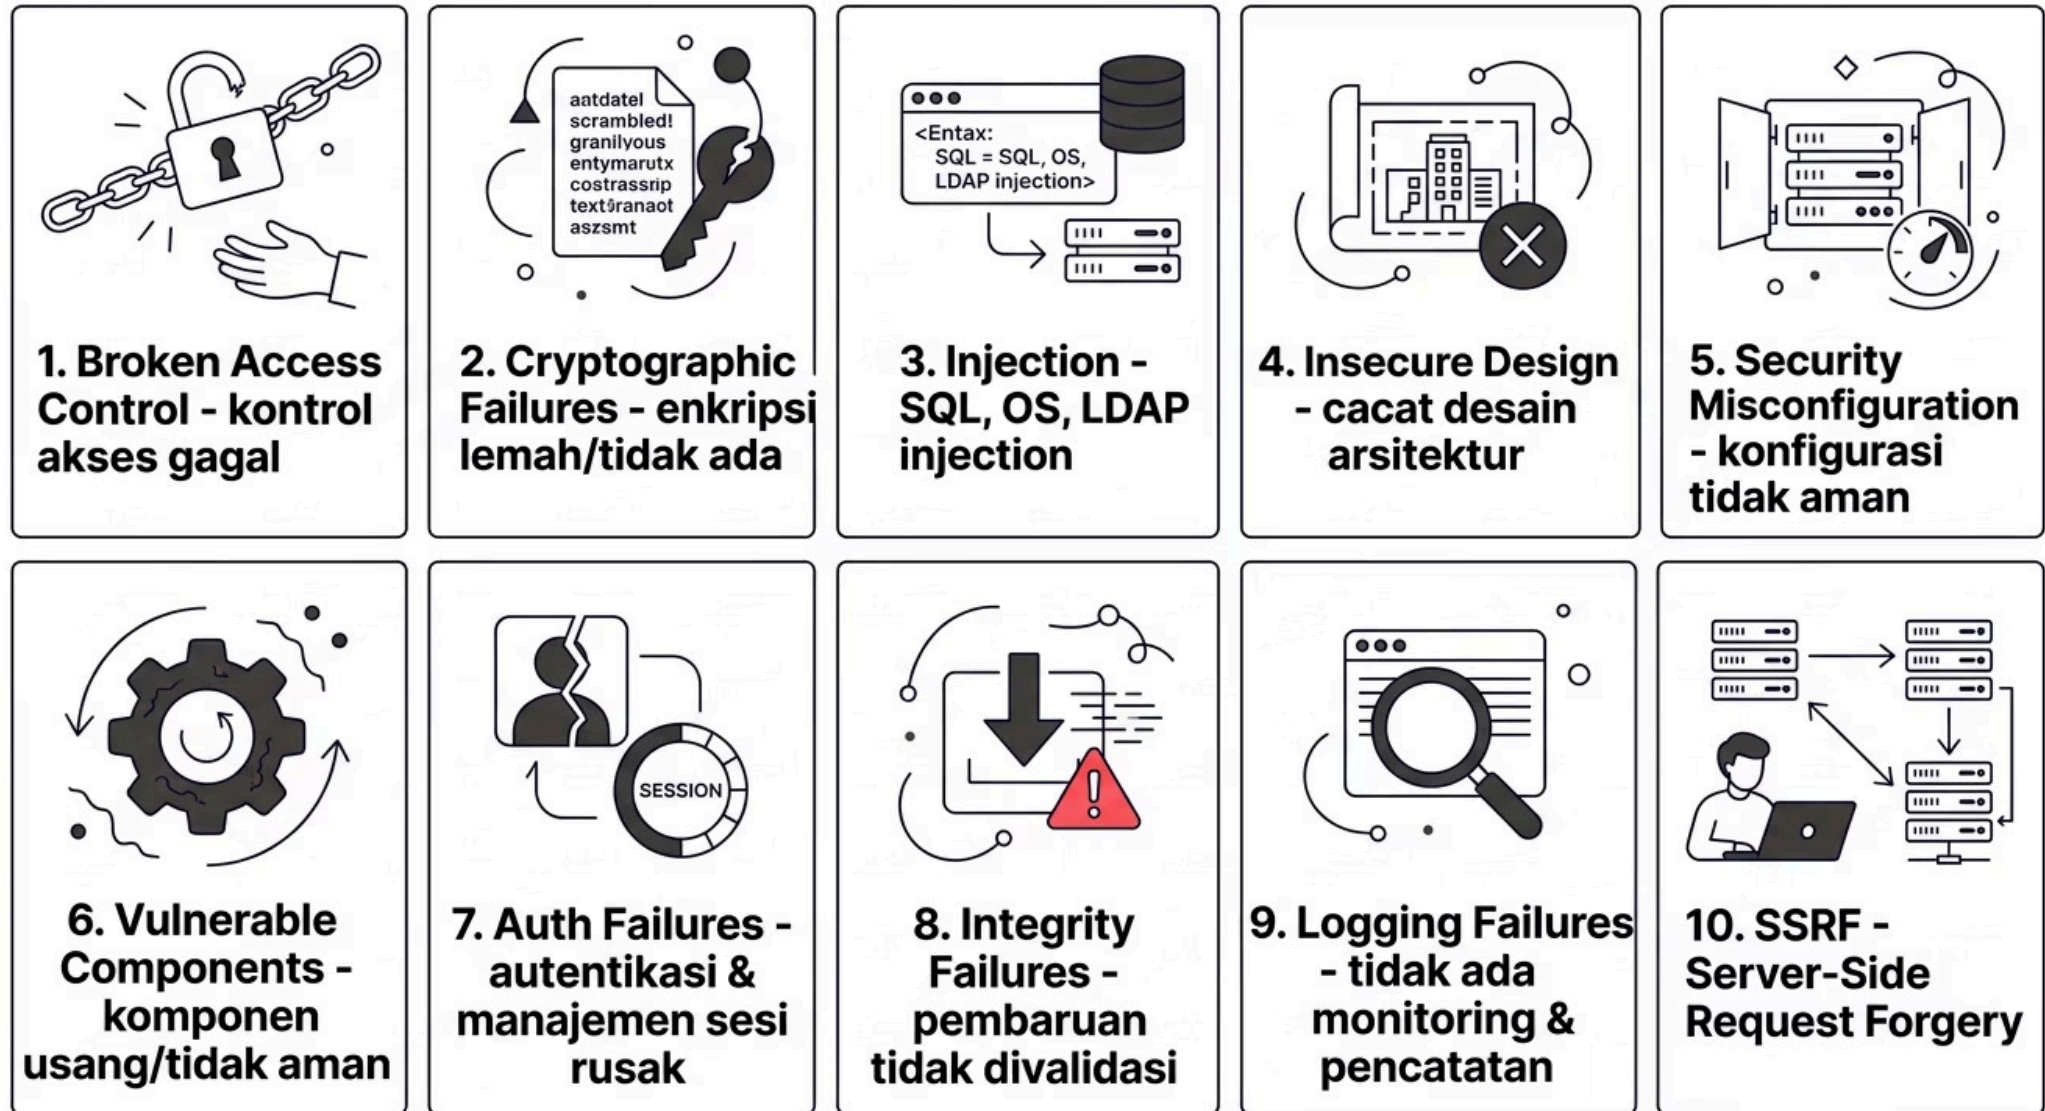 aatdatel
scrambled!
granilyous
entymarutx
costrassrip
aszsmt
<Entax:
SQL = SQL, OS,
LDAP injection>
1. Broken Access
Control - kontrol
akses gagal
2. Cryptographic
Failures - enkripsi
lemah/tidak ada
3. Injection -
SQL, OS, LDAP
injection
4. Insecure Design
- cacat desain
arsitektur
5. Security
Misconfiguration
- konfigurasi
tidak aman
SESSION
6. Vulnerable
Components -
komponen
usang/tidak aman
7. Auth Failures -
autentikasi &
manajemen sesi
rusak
8. Integrity
Failures -
pembaruan
tidak divalidasi
9. Logging Failures
- tidak ada
monitoring &
pencatatan
10. SSRF -
Server-Side
Request Forgery